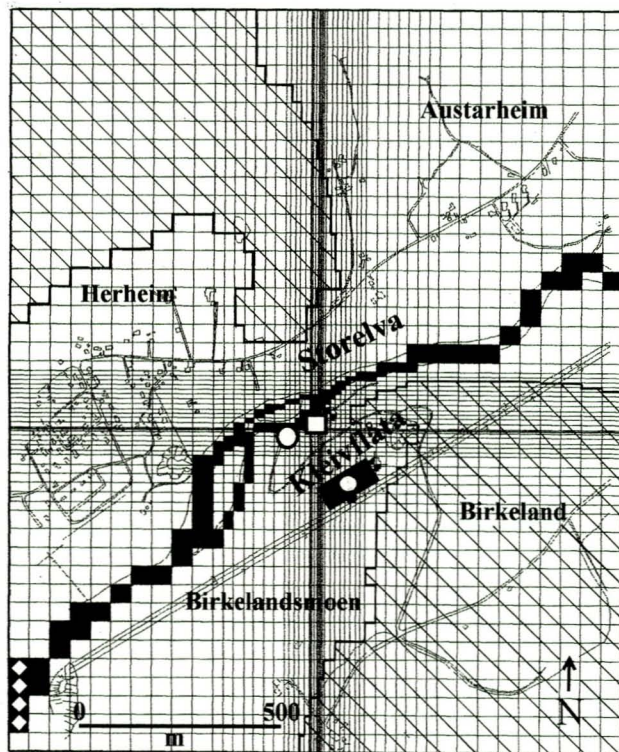 Austarheim
Herheim
Storelva
Kleivflåta
Birkeland
Birkelandsmoen
0 500
m
N